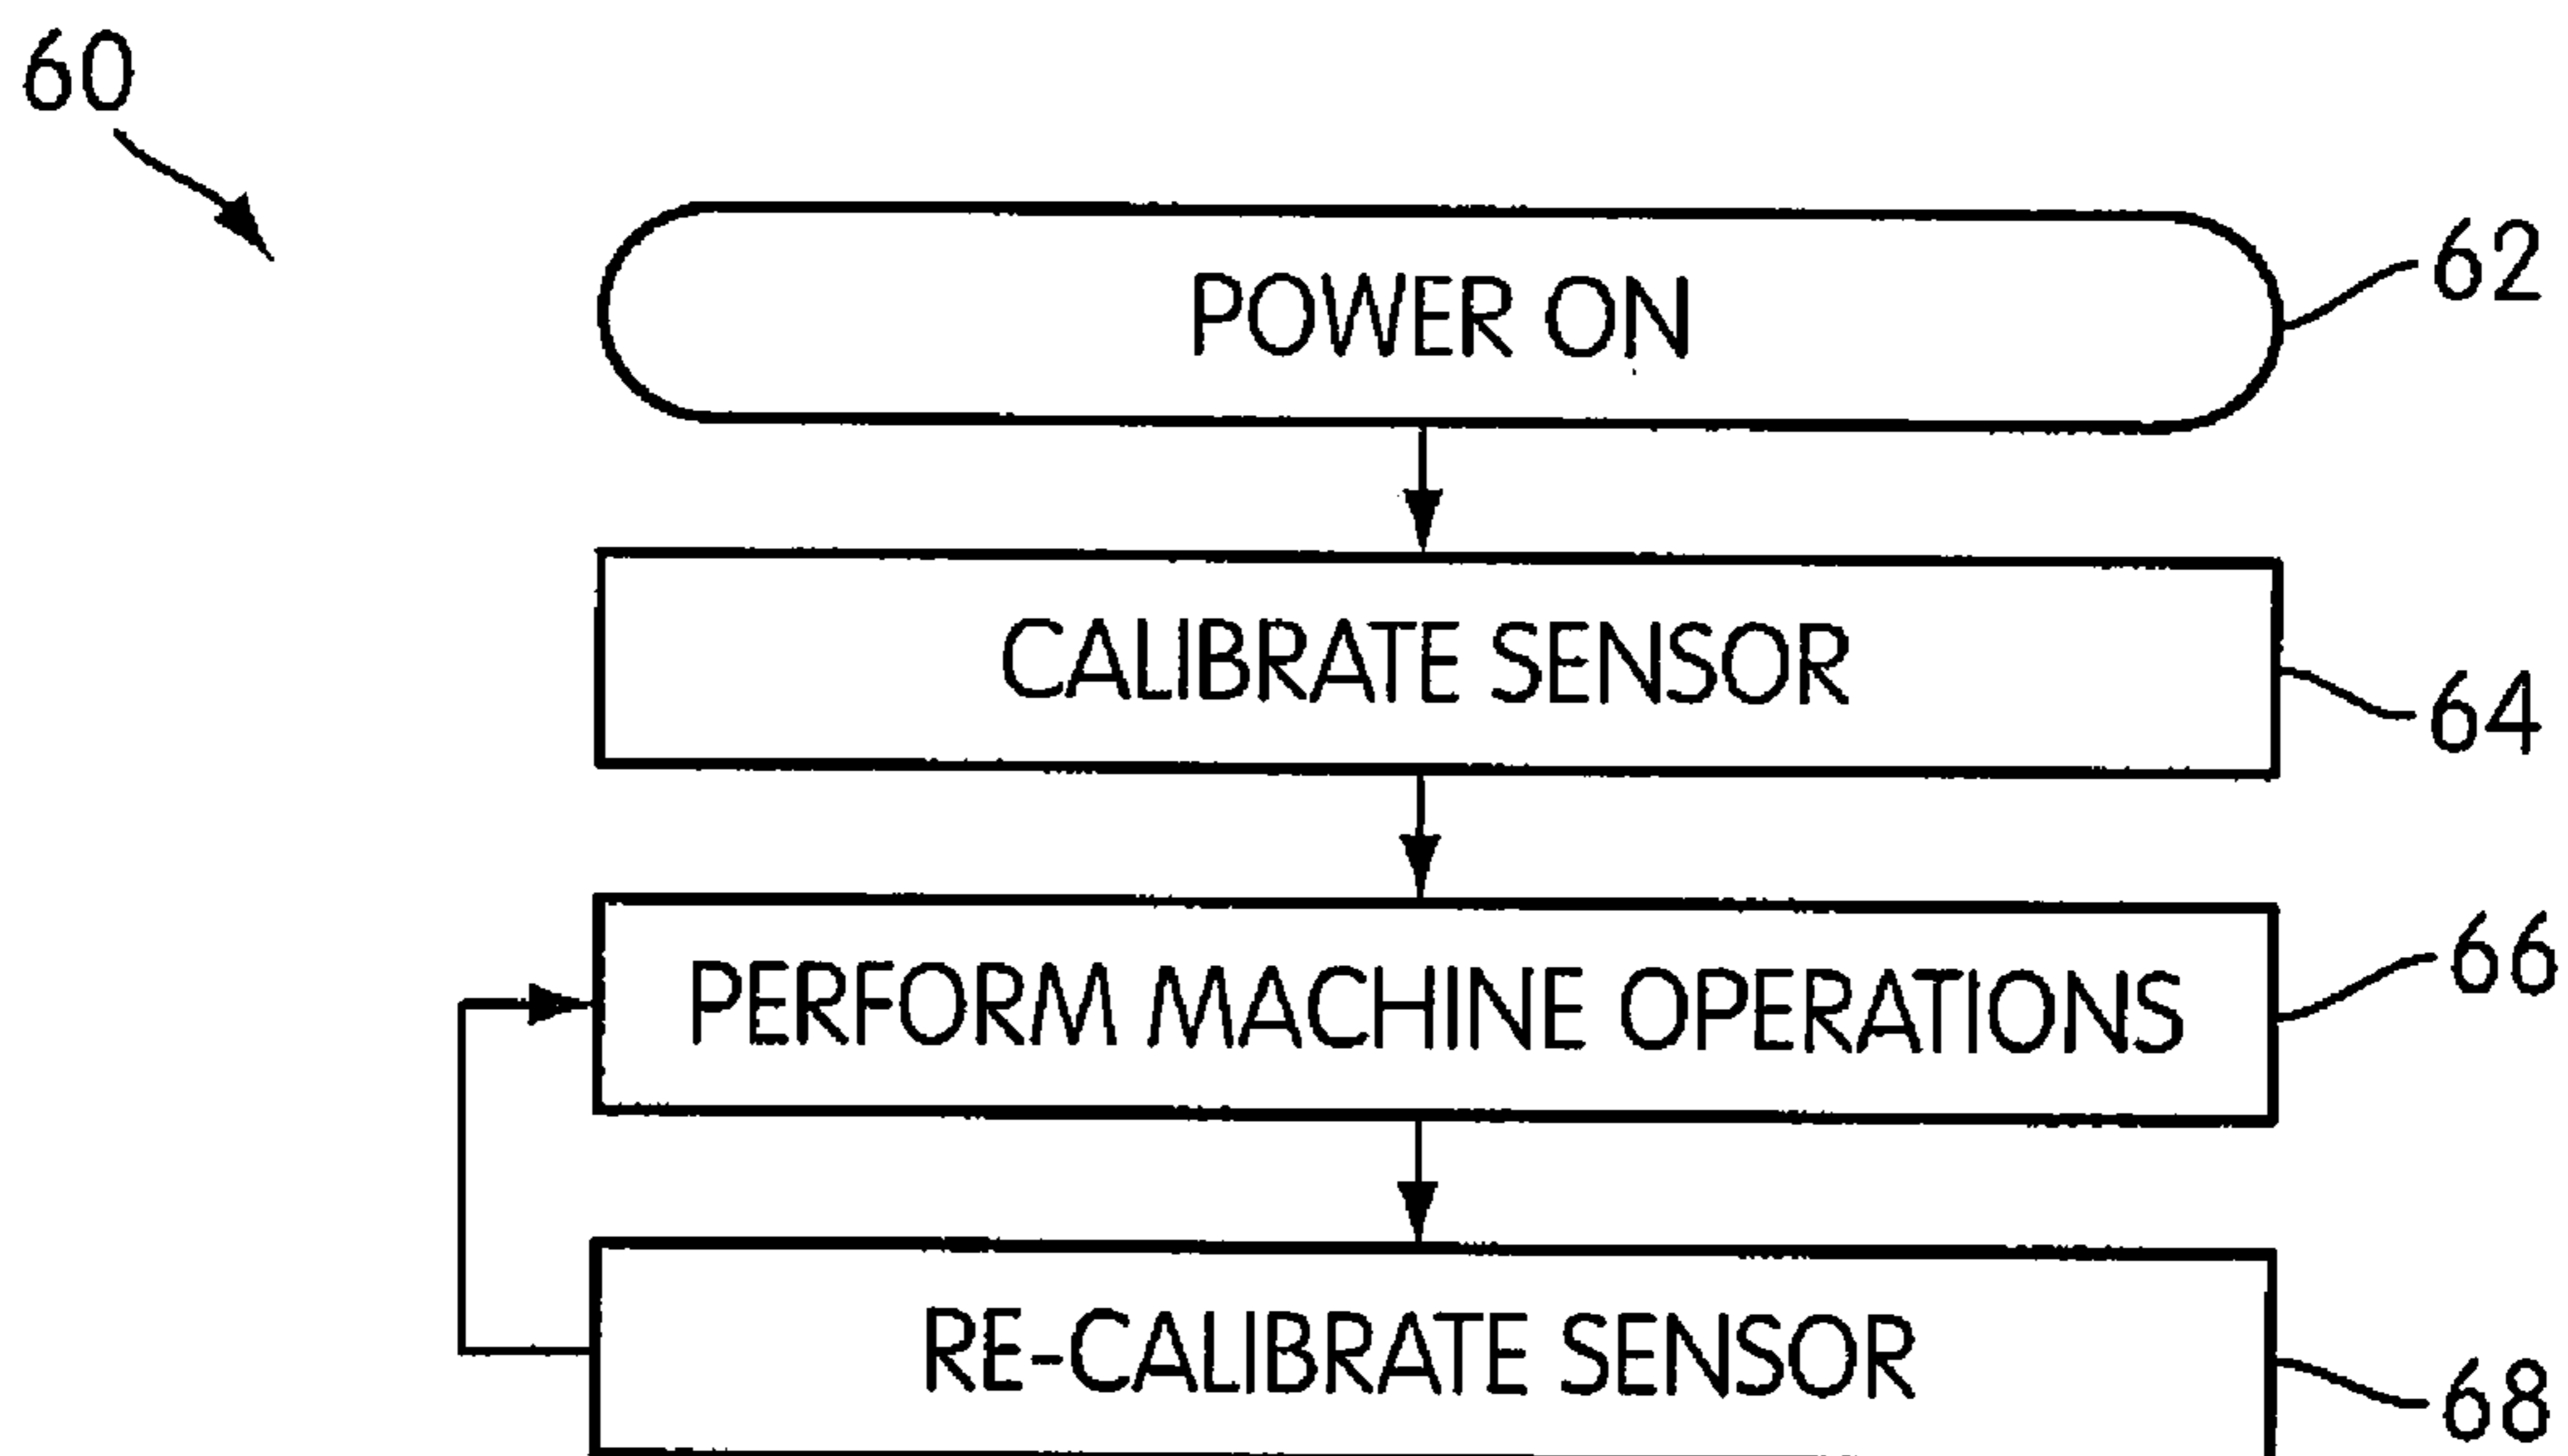 60
POWER ON
62
CALIBRATE SENSOR
64
PERFORM MACHINE OPERATIONS
66
RE-CALIBRATE SENSOR
68